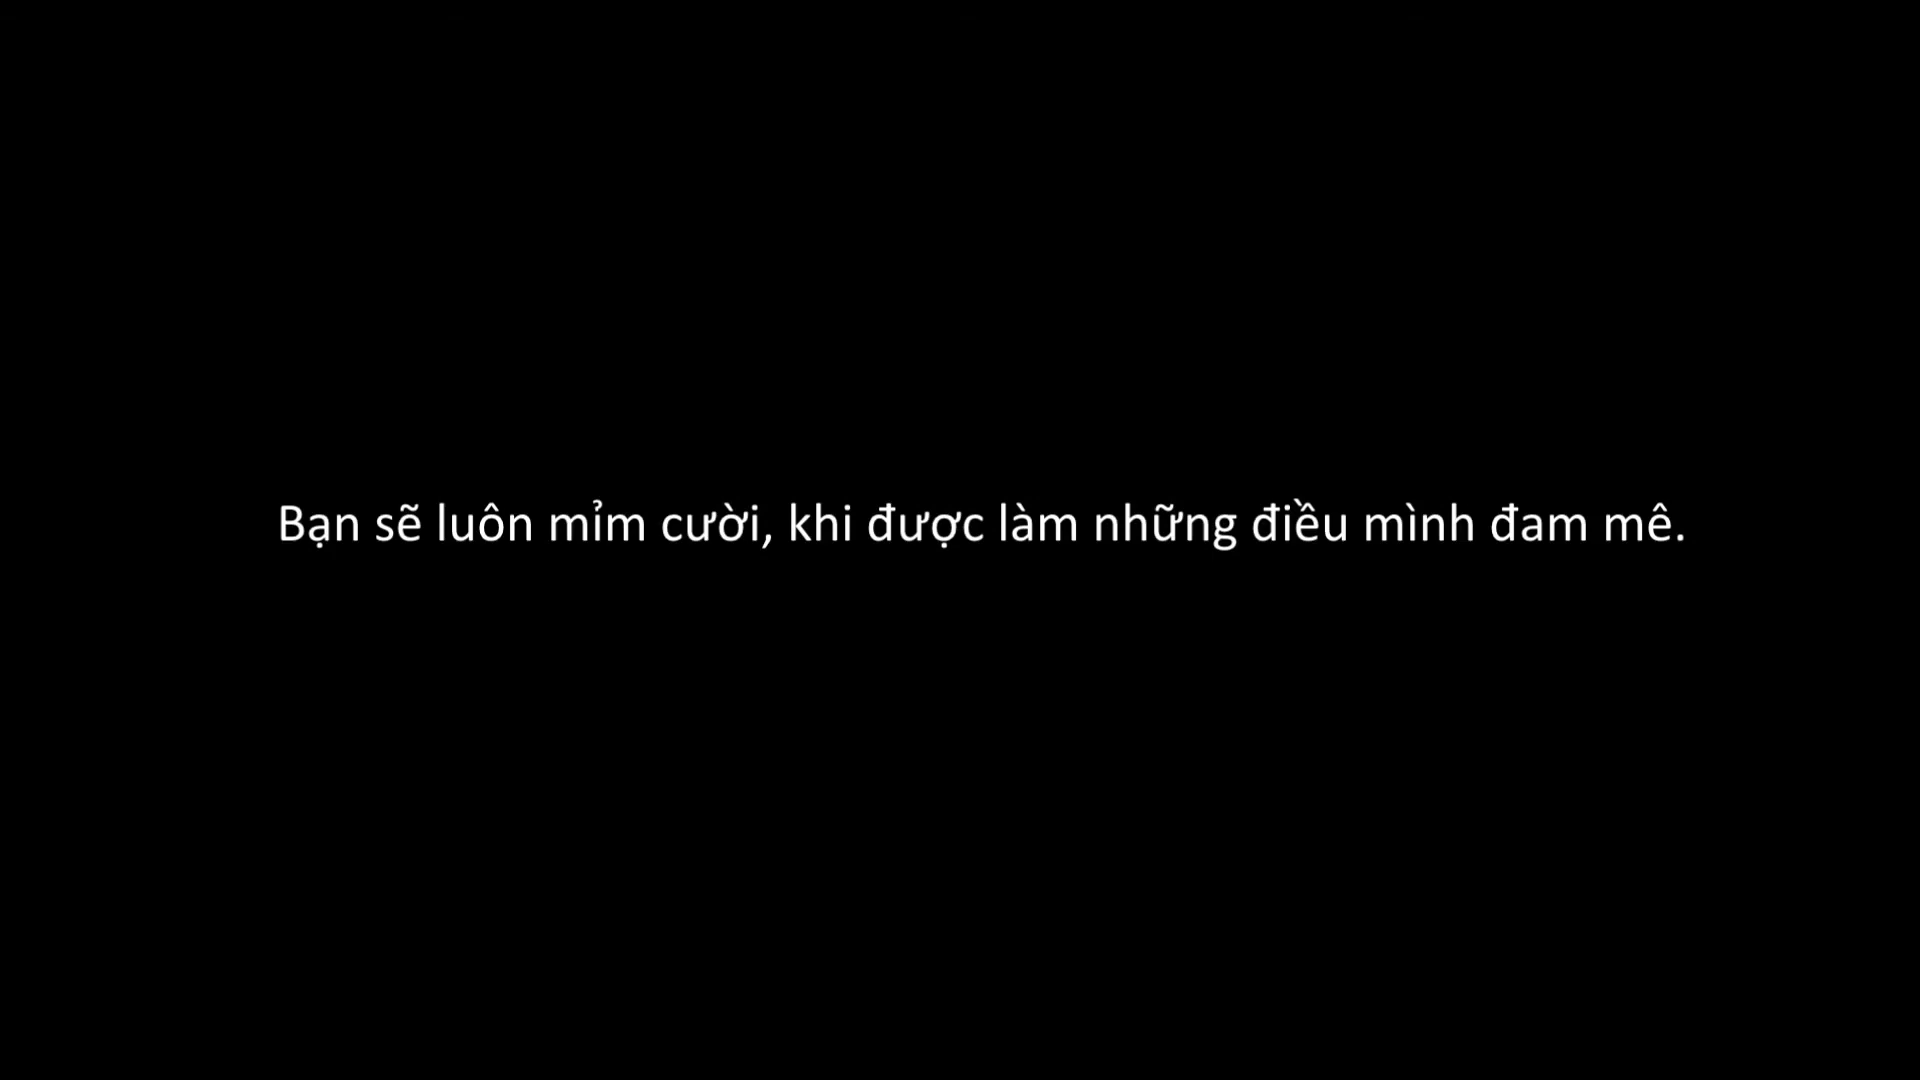 Bạn sẽ luôn mỉm cười, khi được làm những điều mình đam mê.